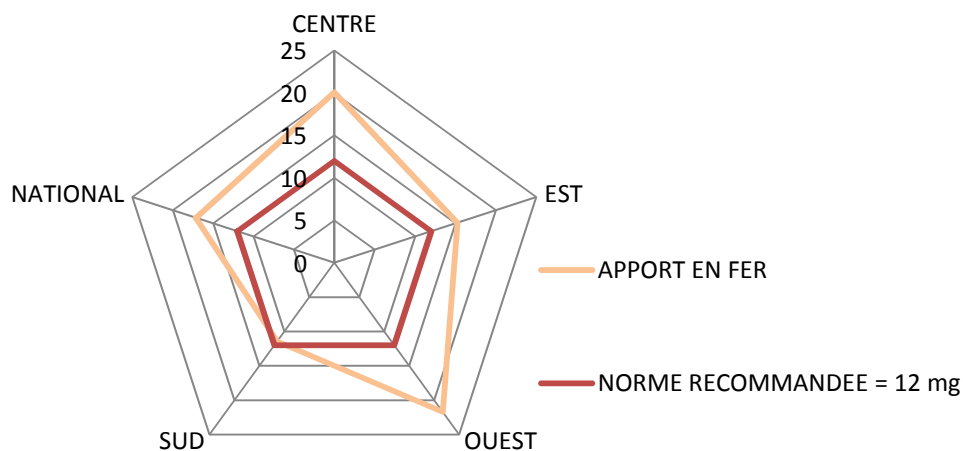 CENTRE
25
20
15
10
5
0
NATIONAL
EST
SUD
OUEST
APPORT EN FER
NORME RECOMMANDEE = 12 mg